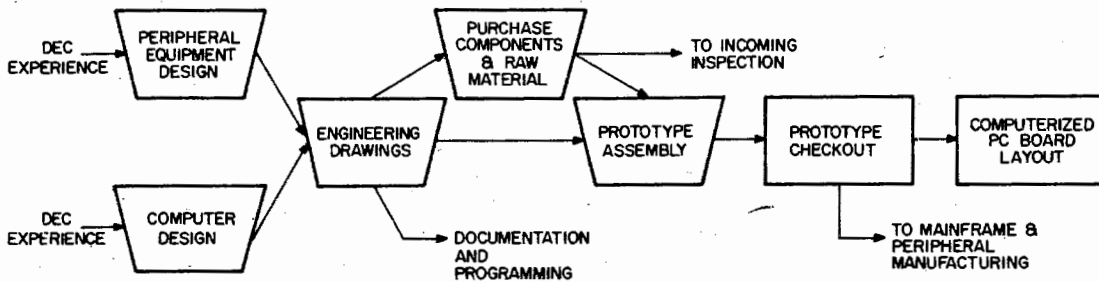 DEC
EXPERIENCE
PERIPHERAL
EQUIPMENT
DESIGN
DEC
EXPERIENCE
COMPUTER
DESIGN
ENGINEERING
DRAWINGS
DOCUMENTATION
AND
PROGRAMMING
PURCHASE
COMPONENTS
& RAW
MATERIAL
TO INCOMING
INSPECTION
PROTOTYPE
ASSEMBLY
PROTOTYPE
CHECKOUT
TO MAINFRAME &
PERIPHERAL
MANUFACTURING
COMPUTERIZED
PC BOARD
LAYOUT